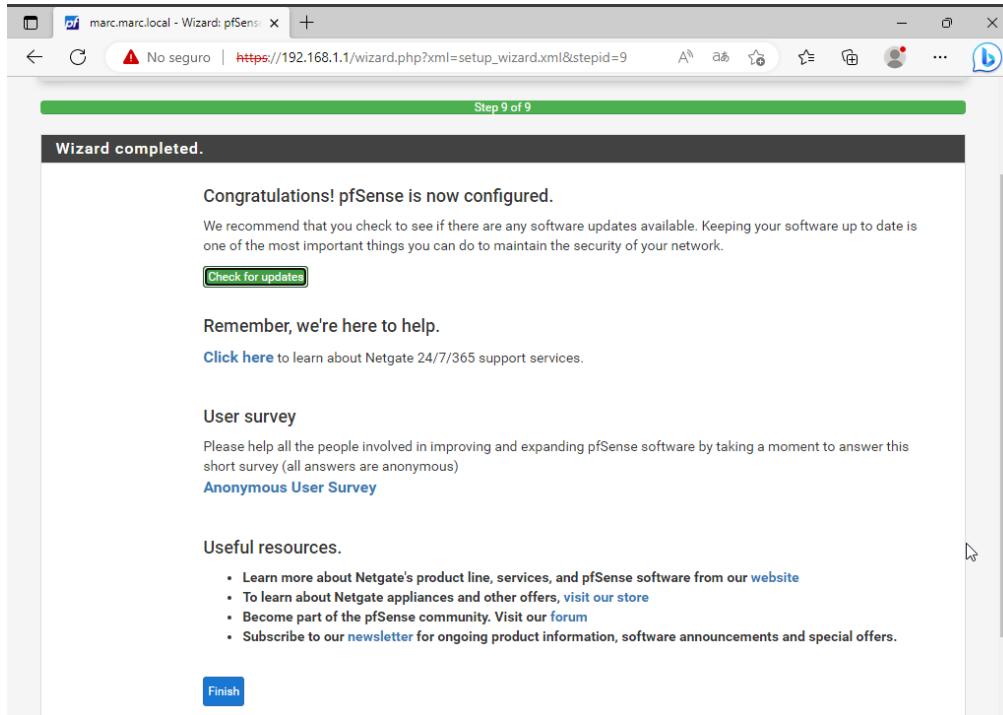 marc.marc.local - Wizard: pfSens
No seguro | https://192.168.1.1/wizard.php?xml=setup_wizard.xml&stepid=9
Step 9 of 9
Wizard completed.
Congratulations! pfSense is now configured.
We recommend that you check to see if there are any software updates available. Keeping your software up to date is
one of the most important things you can do to maintain the security of your network.
Check for updates
Remember, we're here to help.
Click here to learn about Netgate 24/7/365 support services.
User survey
Please help all the people involved in improving and expanding pfSense software by taking a moment to answer this
short survey (all answers are anonymous)
Anonymous User Survey
Useful resources.
• Learn more about Netgate's product line, services, and pfSense software from our website
• To learn about Netgate appliances and other offers, visit our store
• Become part of the pfSense community. Visit our forum
• Subscribe to our newsletter for ongoing product information, software announcements and special offers.
Finish